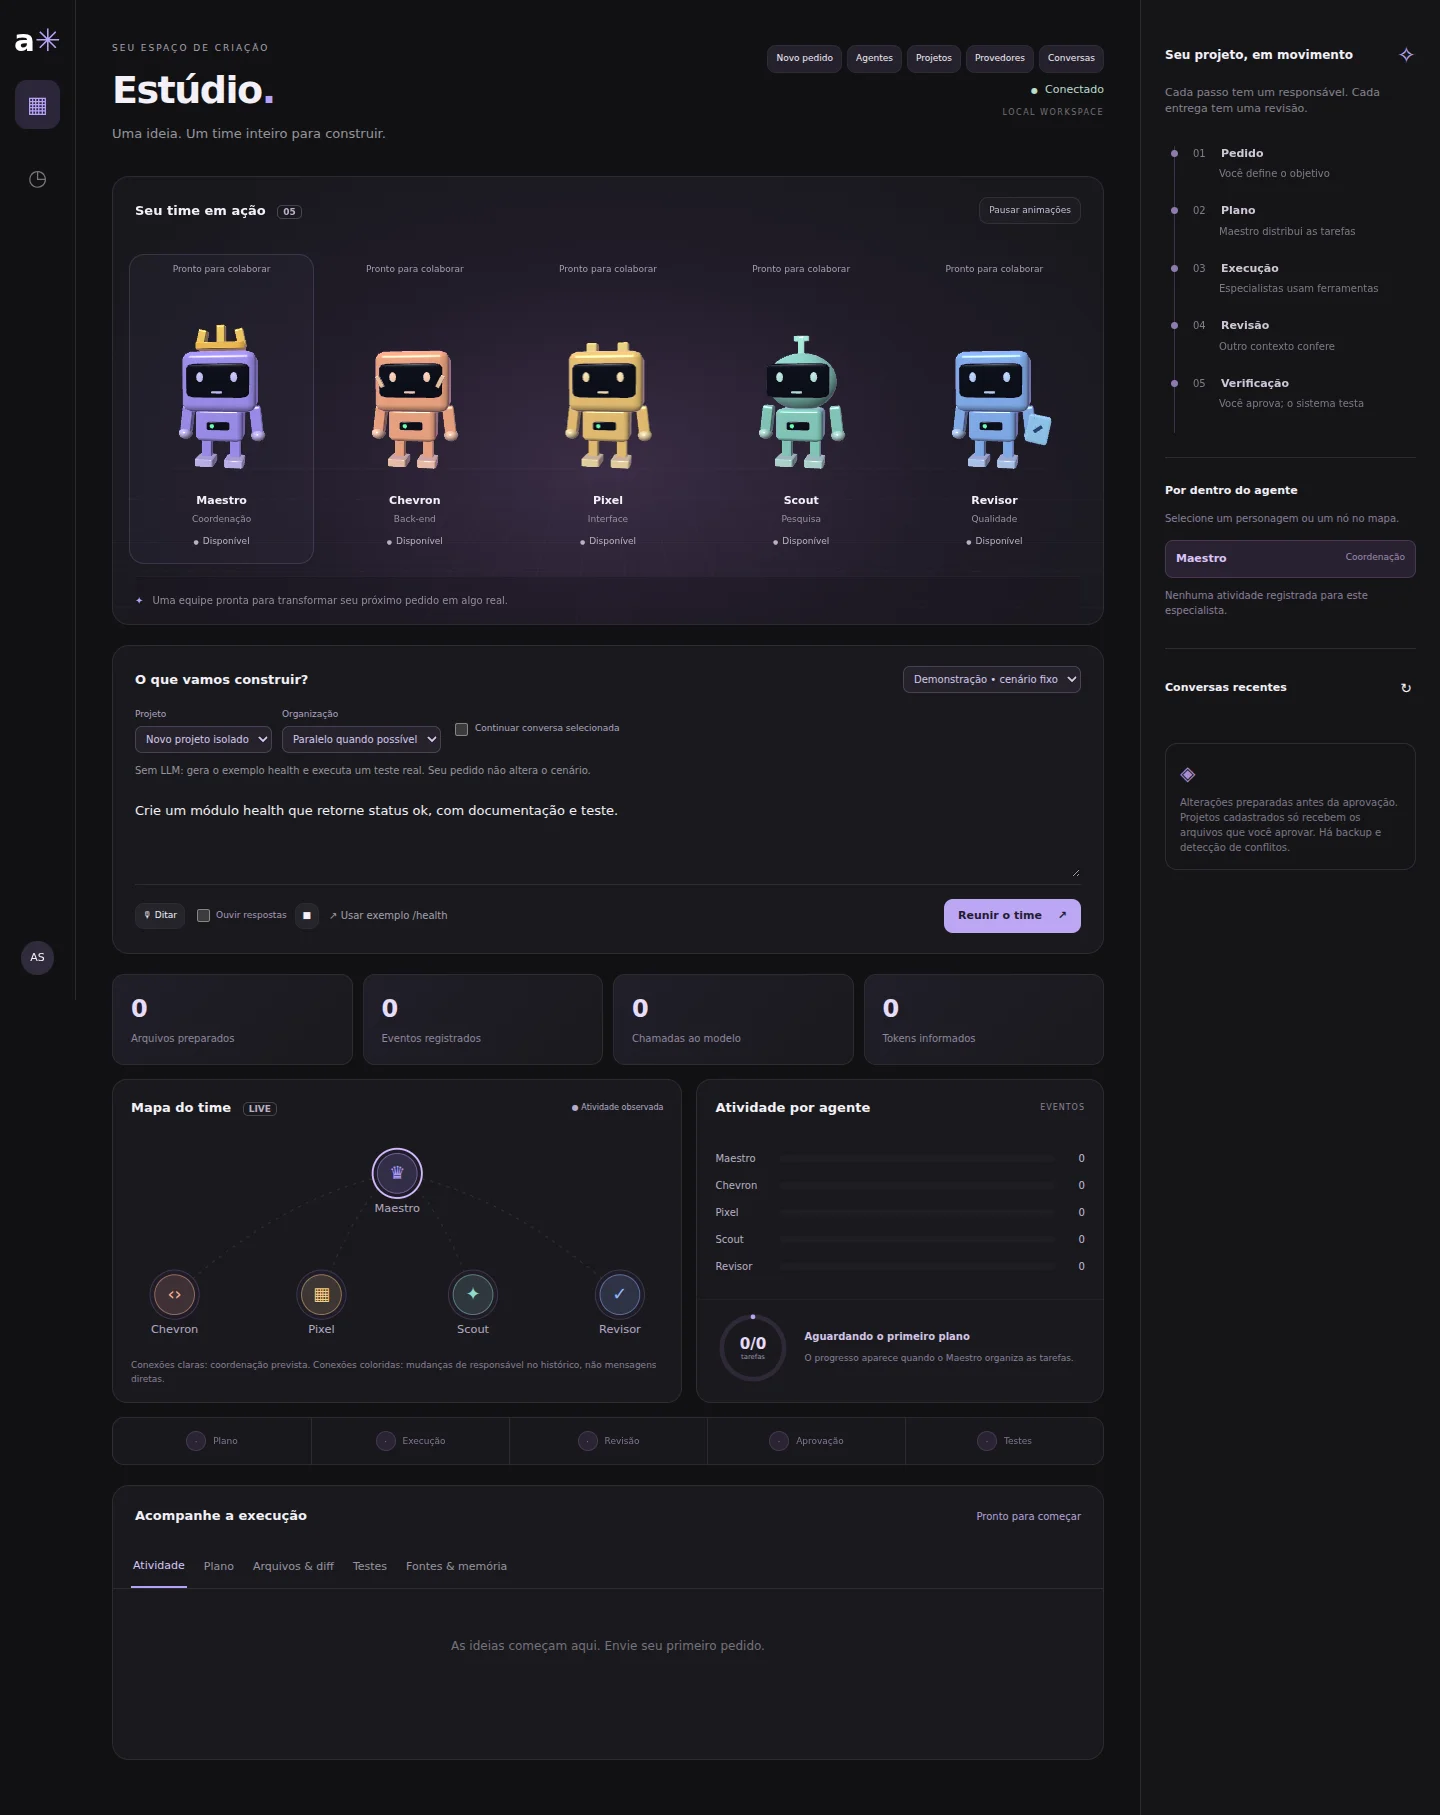 a✳
SEU ESPAÇO DE CRIAÇÃO
Estúdio.
Uma ideia. Um time inteiro para construir.
Novo pedido
Agentes
Projetos
Provedores
Conversas
● Conectado
LOCAL WORKSPACE
Seu time em ação 05
Pausar animações
Pronto para colaborar
Maestro
Coordenação
● Disponível
Pronto para colaborar
Chevron
Back-end
● Disponível
Pronto para colaborar
Pixel
Interface
● Disponível
Pronto para colaborar
Scout
Pesquisa
● Disponível
Pronto para colaborar
Revisor
Qualidade
● Disponível
✦ Uma equipe pronta para transformar seu próximo pedido em algo real.
O que vamos construir?
Demonstração • cenário fixo
Projeto
Novo projeto isolado
Organização
Paralelo quando possível
Continuar conversa selecionada
Sem LLM: gera o exemplo health e executa um teste real. Seu pedido não altera o cenário.
Crie um módulo health que retorne status ok, com documentação e teste.
Ditar
Ouvir respostas
↗ Usar exemplo /health
Reunir o time ↗
0
Arquivos preparados
0
Eventos registrados
0
Chamadas ao modelo
0
Tokens informados
Mapa do time LIVE
● Atividade observada
Maestro
Chevron
Pixel
Scout
Revisor
Conexões claras: coordenação prevista. Conexões coloridas: mudanças de responsável no histórico, não mensagens
diretas.
Atividade por agente
EVENTOS
Maestro 0
Chevron 0
Pixel 0
Scout 0
Revisor 0
0/0
tarefas
Aguardando o primeiro plano
O progresso aparece quando o Maestro organiza as tarefas.
Plano
Execução
Revisão
Aprovação
Testes
Acompanhe a execução
Pronto para começar
Atividade
Plano
Arquivos & diff
Testes
Fontes & memória
As ideias começam aqui. Envie seu primeiro pedido.
AS
Seu projeto, em movimento
Cada passo tem um responsável. Cada
entrega tem uma revisão.
01 Pedido
Você define o objetivo
02 Plano
Maestro distribui as tarefas
03 Execução
Especialistas usam ferramentas
04 Revisão
Outro contexto confere
05 Verificação
Você aprova; o sistema testa
Por dentro do agente
Selecione um personagem ou um nó no mapa.
Maestro Coordenação
Nenhuma atividade registrada para este
especialista.
Conversas recentes ↻
Alterações preparadas antes da aprovação.
Projetos cadastrados só recebem os
arquivos que você aprovar. Há backup e
detecção de conflitos.